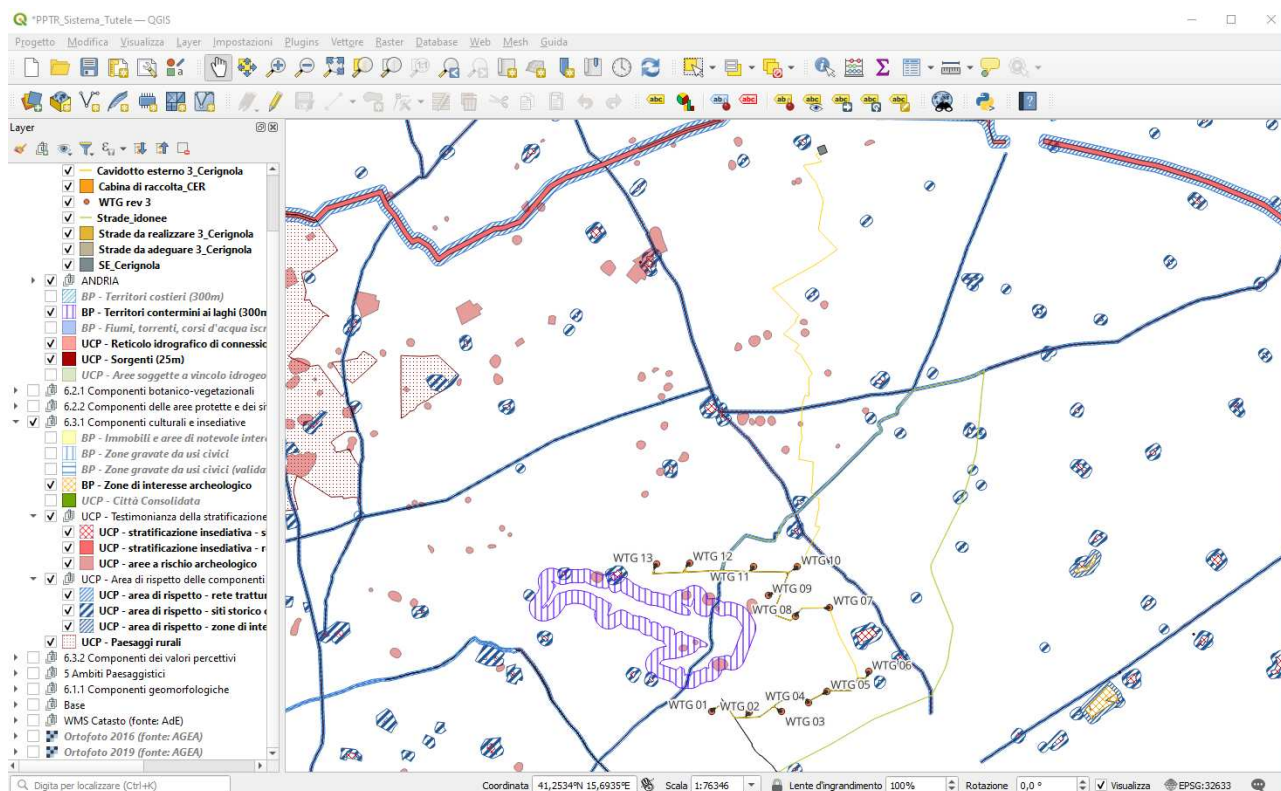 *PPTR_Sistema_Tutele — QGIS
Progetto Modifica Visualizza Layer Impostazioni Plugins Vettore Raster Database Web Mesh Guida
Layer
Cavidotto esterno 3_Cerignola
Cabina di raccolta_CER
WTG rev 3
Strade_idonee
Strade da realizzare 3_Cerignola
Strade da adeguare 3_Cerignola
SE_Cerignola
ANDRIA
BP - Territori costieri (300m)
BP - Territori contermini ai laghi (300m
BP - Fiumi, torrenti, corsi d'acqua iscr
UCP - Reticolo idrografico di connessio
UCP - Sorgenti (25m)
UCP - Aree soggette a vincolo idrogeo
6.2.1 Componenti botanico-vegetazionali
6.2.2 Componenti delle aree protette e dei si
6.3.1 Componenti culturali e insediative
BP - Immobili e aree di notevole inter
BP - Zone gravate da usi civici
BP - Zone gravate da usi civici (valida
BP - Zone di interesse archeologico
UCP - Città Consolidata
UCP - Testimonianza della stratificazione
UCP - stratificazione insediativa - s
UCP - stratificazione insediativa - r
UCP - aree a rischio archeologico
UCP - Area di rispetto delle componenti
UCP - area di rispetto - rete trattur
UCP - area di rispetto - siti storico c
UCP - area di rispetto - zone di inte
UCP - Paesaggi rurali
6.3.2 Componenti dei valori percettivi
5 Ambiti Paesaggistici
6.1.1 Componenti geomorfologiche
Base
WMS Catasto (fonte: AdE)
Ortofoto 2016 (fonte: AGEA)
Ortofoto 2019 (fonte: AGEA)
WTG 13
WTG 12
WTG 11
WTG 10
WTG 09
WTG 08
WTG 07
WTG 06
WTG 05
WTG 04
WTG 01
WTG 02
WTG 03
Digita per localizzare (Ctrl+K)
Coordinata 41,2534°N 15,6935°E Scala 1:76346 Lente d'ingrandimento 100% Rotazione 0,0 ° Visualizza EPSG:32633